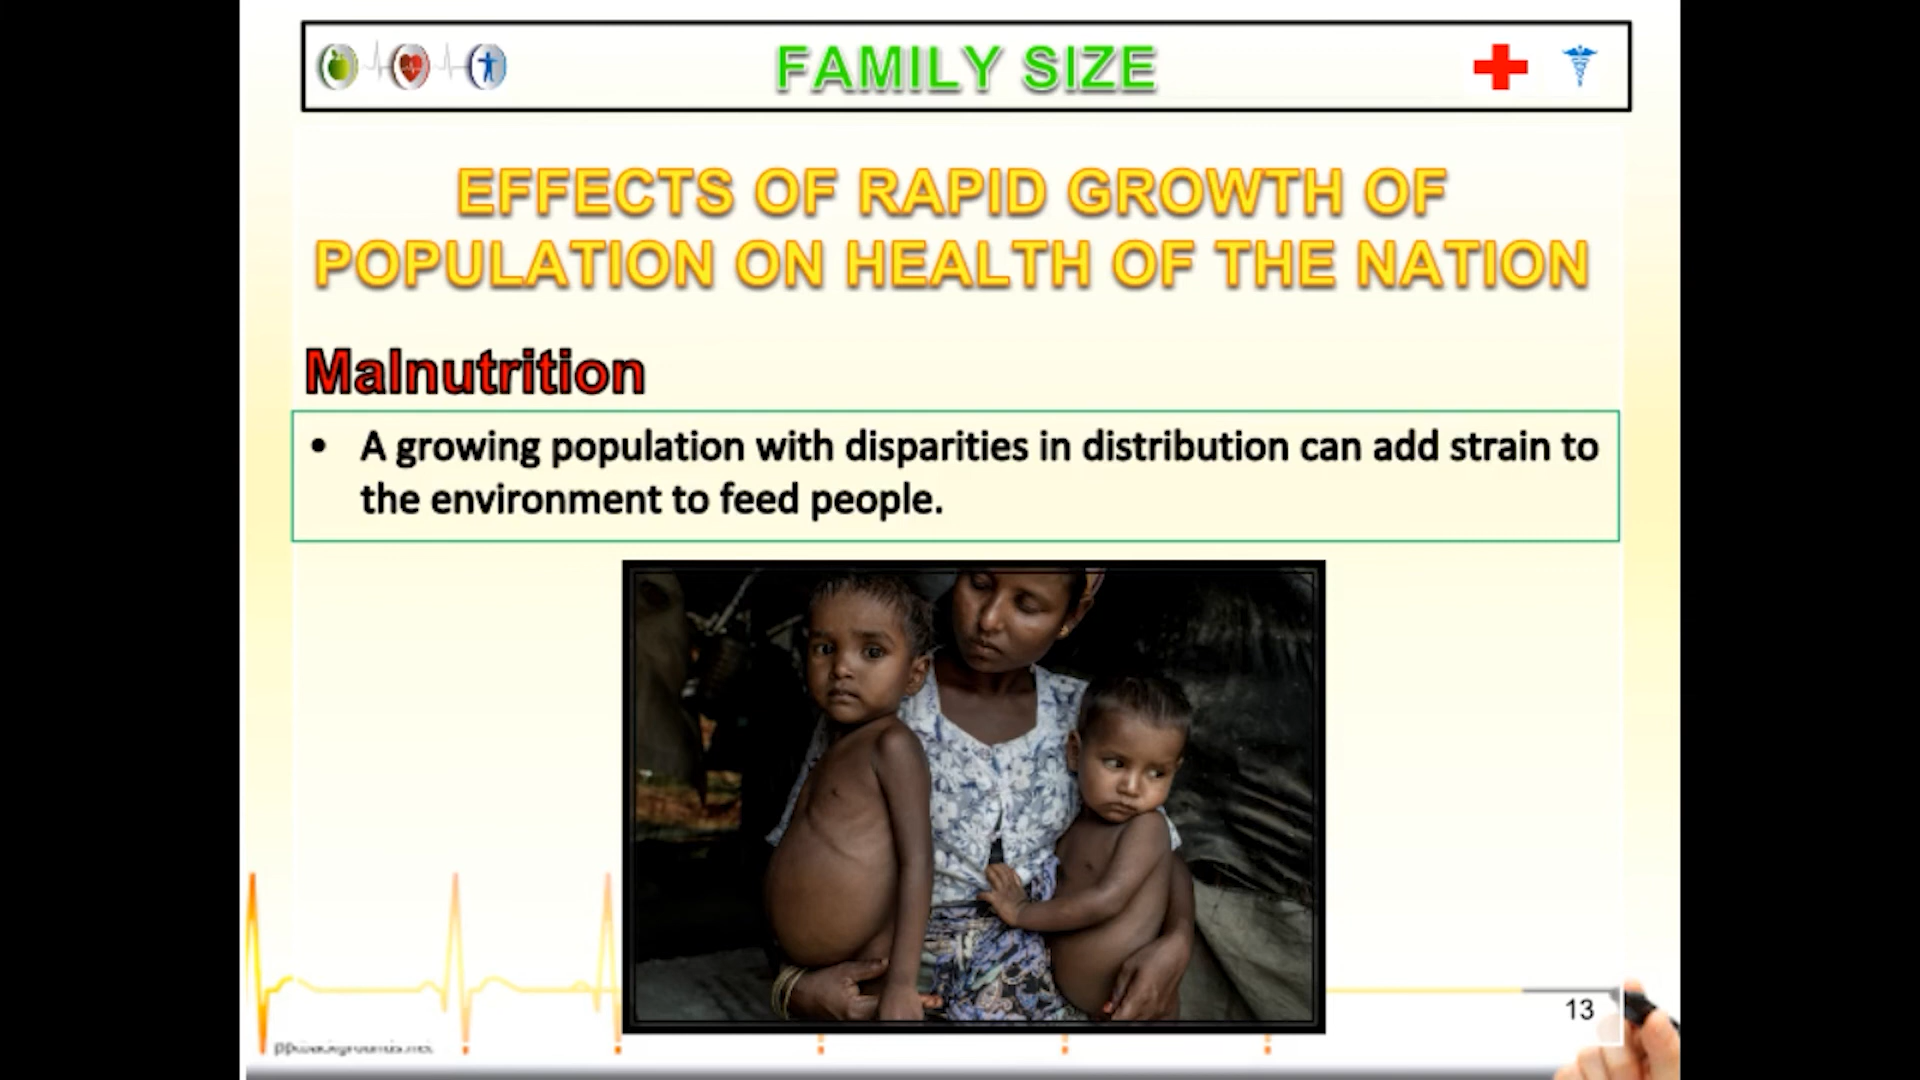 FAMILY SIZE
EFFECTS OF RAPID GROWTH OF
POPULATION ON HEALTH OF THE NATION
Malnutrition
• A growing population with disparities in distribution can add strain to
the environment to feed people.
13